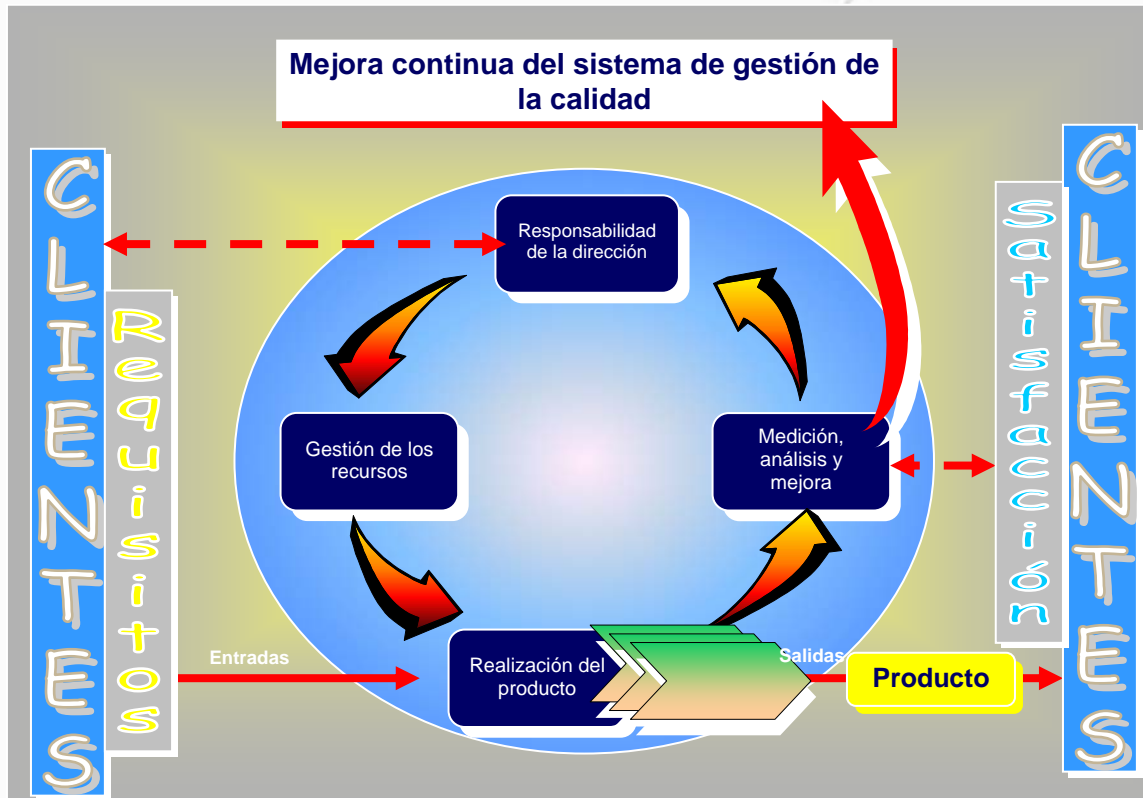 Mejora continua del sistema de gestión de
la calidad
CLIENTES
Requisitos
Responsabilidad
de la dirección
Gestión de los
recursos
Medición,
análisis y
mejora
Entradas
Realización del
producto
Salidas
Producto
Satisfacción
CLIENTES